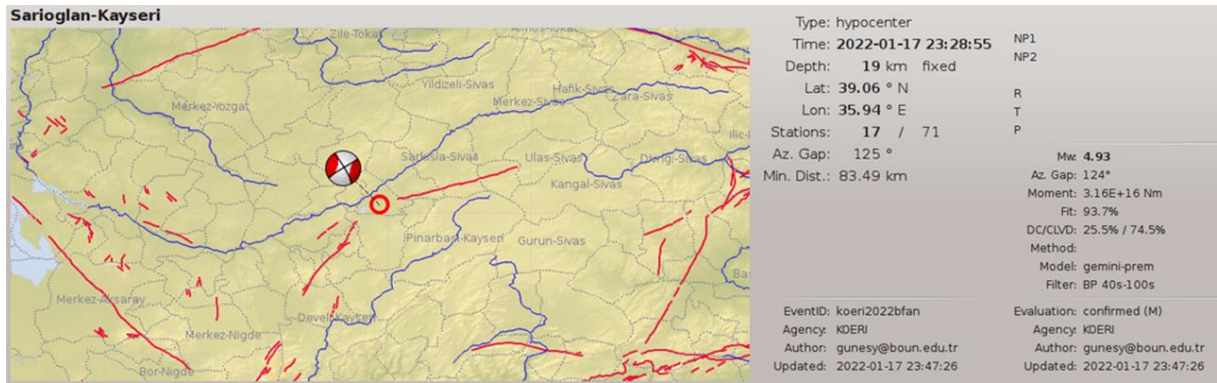 Sarioglan-Kayseri
Zile-Tokat
Yildizeli-Sivas
Hafik-Sivas
Merkez-Sivas
Zara-Sivas
Merkez-Yozgat
Sarkisla-Sivas
Ulas-Sivas
Divrigi-Sivas
Kangal-Sivas
Pinarbasi-Kayseri
Gurun-Sivas
Merkez-Aksaray
Merkez-Nigde
Bor-Nigde
Type: hypocenter
Time: 2022-01-17 23:28:55
Depth: 19 km fixed
Lat: 39.06 ° N
Lon: 35.94 ° E
Stations: 17 / 71
Az. Gap: 125 °
Min. Dist.: 83.49 km
NP1
NP2
R
T
P
Mw: 4.93
Az. Gap: 124°
Moment: 3.16E+16 Nm
Fit: 93.7%
DC/CLVD: 25.5% / 74.5%
Method:
Model: gemini-prem
Filter: BP 40s-100s
EventID: koeri2022bfan
Agency: KOERI
Author: gunesy@boun.edu.tr
Updated: 2022-01-17 23:47:26
Evaluation: confirmed (M)
Agency: KOERI
Author: gunesy@boun.edu.tr
Updated: 2022-01-17 23:47:26